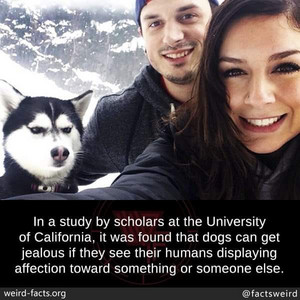 In a study by scholars at the University
of California, it was found that dogs can get
jealous if they see their humans displaying
affection toward something or someone else.
weird-facts.org @factsweird